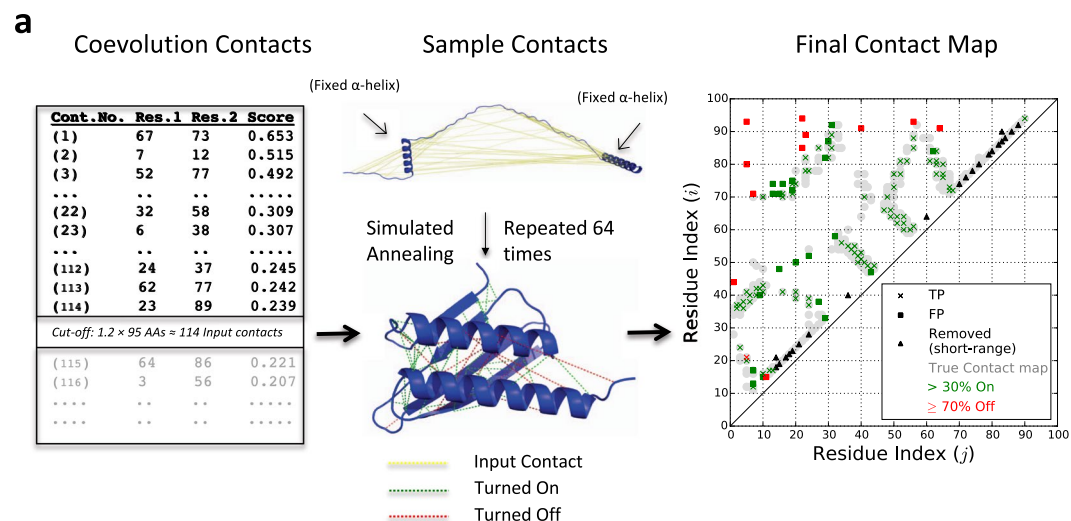 a
Coevolution Contacts
Cont.No. Res.1 Res.2 Score
(1) 67 73 0.653
(2) 7 12 0.515
(3) 52 77 0.492
... .. .. .....
(22) 32 58 0.309
(23) 6 38 0.307
... .. .. .....
(112) 24 37 0.245
(113) 62 77 0.242
(114) 23 89 0.239
Cut-off: 1.2 × 95 AAs ≈ 114 Input contacts
(115) 64 86 0.221
(116) 3 56 0.207
.... .. .. .....
.... .. .. .....
Sample Contacts
(Fixed α-helix)
(Fixed α-helix)
Simulated Annealing
Repeated 64 times
Input Contact
Turned On
Turned Off
Final Contact Map
Residue Index (i)
100
90
80
70
60
50
40
30
20
10
1
1 10 20 30 40 50 60 70 80 90 100
Residue Index (j)
TP
FP
Removed
(short-range)
True Contact map
> 30% On
≥ 70% Off